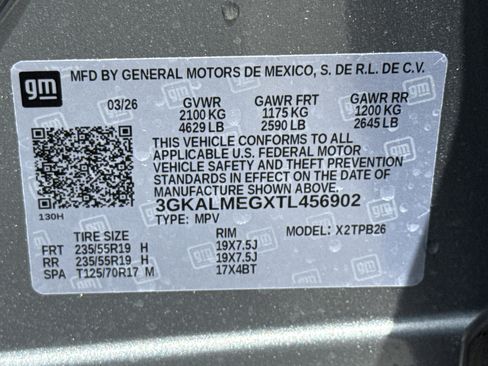 gm
MFD BY GENERAL MOTORS DE MEXICO, S. DE R.L. DE C.V.
03/26 GVWR GAWR FRT GAWR RR
2100 KG 1175 KG 1200 KG
4629 LB 2590 LB 2645 LB
THIS VEHICLE CONFORMS TO ALL
APPLICABLE U.S. FEDERAL MOTOR
VEHICLE SAFETY AND THEFT PREVENTION
STANDARDS IN EFFECT ON THE DATE OF
MANUFACTURE SHOWN ABOVE.
3GKALMEGXTL456902
130H
TYPE: MPV MODEL: X2TPB26
TIRE SIZE RIM
FRT 235/55R19 H 19X7.5J
RR 235/55R19 H 19X7.5J
SPA T125/70R17 M 17X4BT